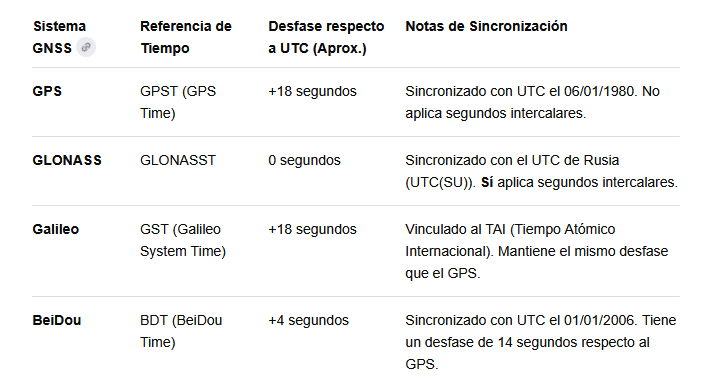 Sistema GNSS
Referencia de Tiempo
Desfase respecto a UTC (Aprox.)
Notas de Sincronización
GPS
GPST (GPS Time)
+18 segundos
Sincronizado con UTC el 06/01/1980. No
aplica segundos intercalares.
GLONASS
GLONASST
0 segundos
Sincronizado con el UTC de Rusia
(UTC(SU)). Sí aplica segundos intercalares.
Galileo
GST (Galileo
System Time)
+18 segundos
Vinculado al TAI (Tiempo Atómico
Internacional). Mantiene el mismo desfase
que el GPS.
BeiDou
BDT (BeiDou
Time)
+4 segundos
Sincronizado con UTC el 01/01/2006. Tiene
un desfase de 14 segundos respecto al
GPS.